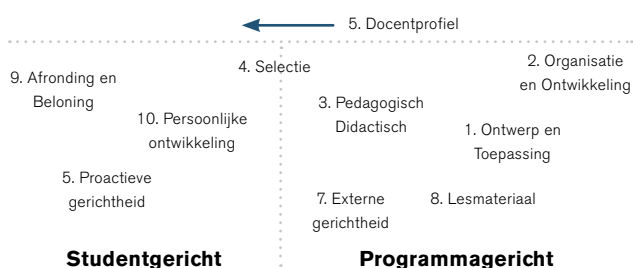 5. Docentprofiel
4. Selectie
2. Organisatie
en Ontwikkeling
9. Afronding en
Beloning
3. Pedagogisch
Didactisch
10. Persoonlijke
ontwikkeling
1. Ontwerp en
Toepassing
5. Proactieve
gerichtheid
7. Externe
gerichtheid
8. Lesmateriaal
Studentgericht
Programmagericht